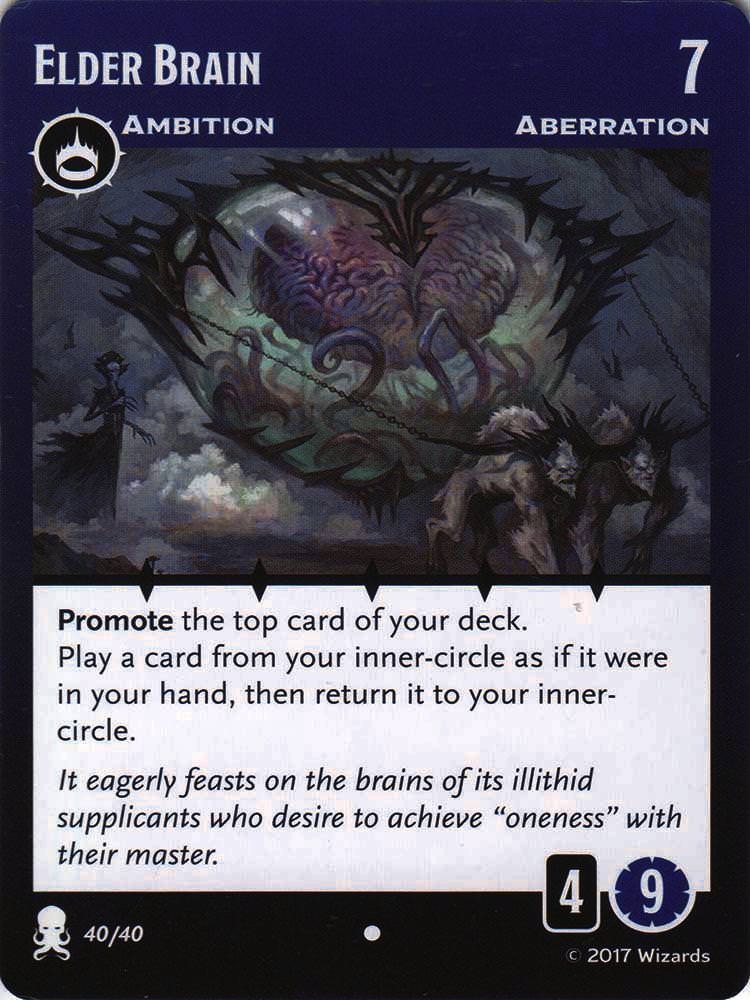 Elder Brain 7
Ambition Aberration
Promote the top card of your deck.
Play a card from your inner-circle as if it were
in your hand, then return it to your inner-
circle.
It eagerly feasts on the brains of its illithid
supplicants who desire to achieve “oneness” with
their master.
4 9
40/40
© 2017 Wizards